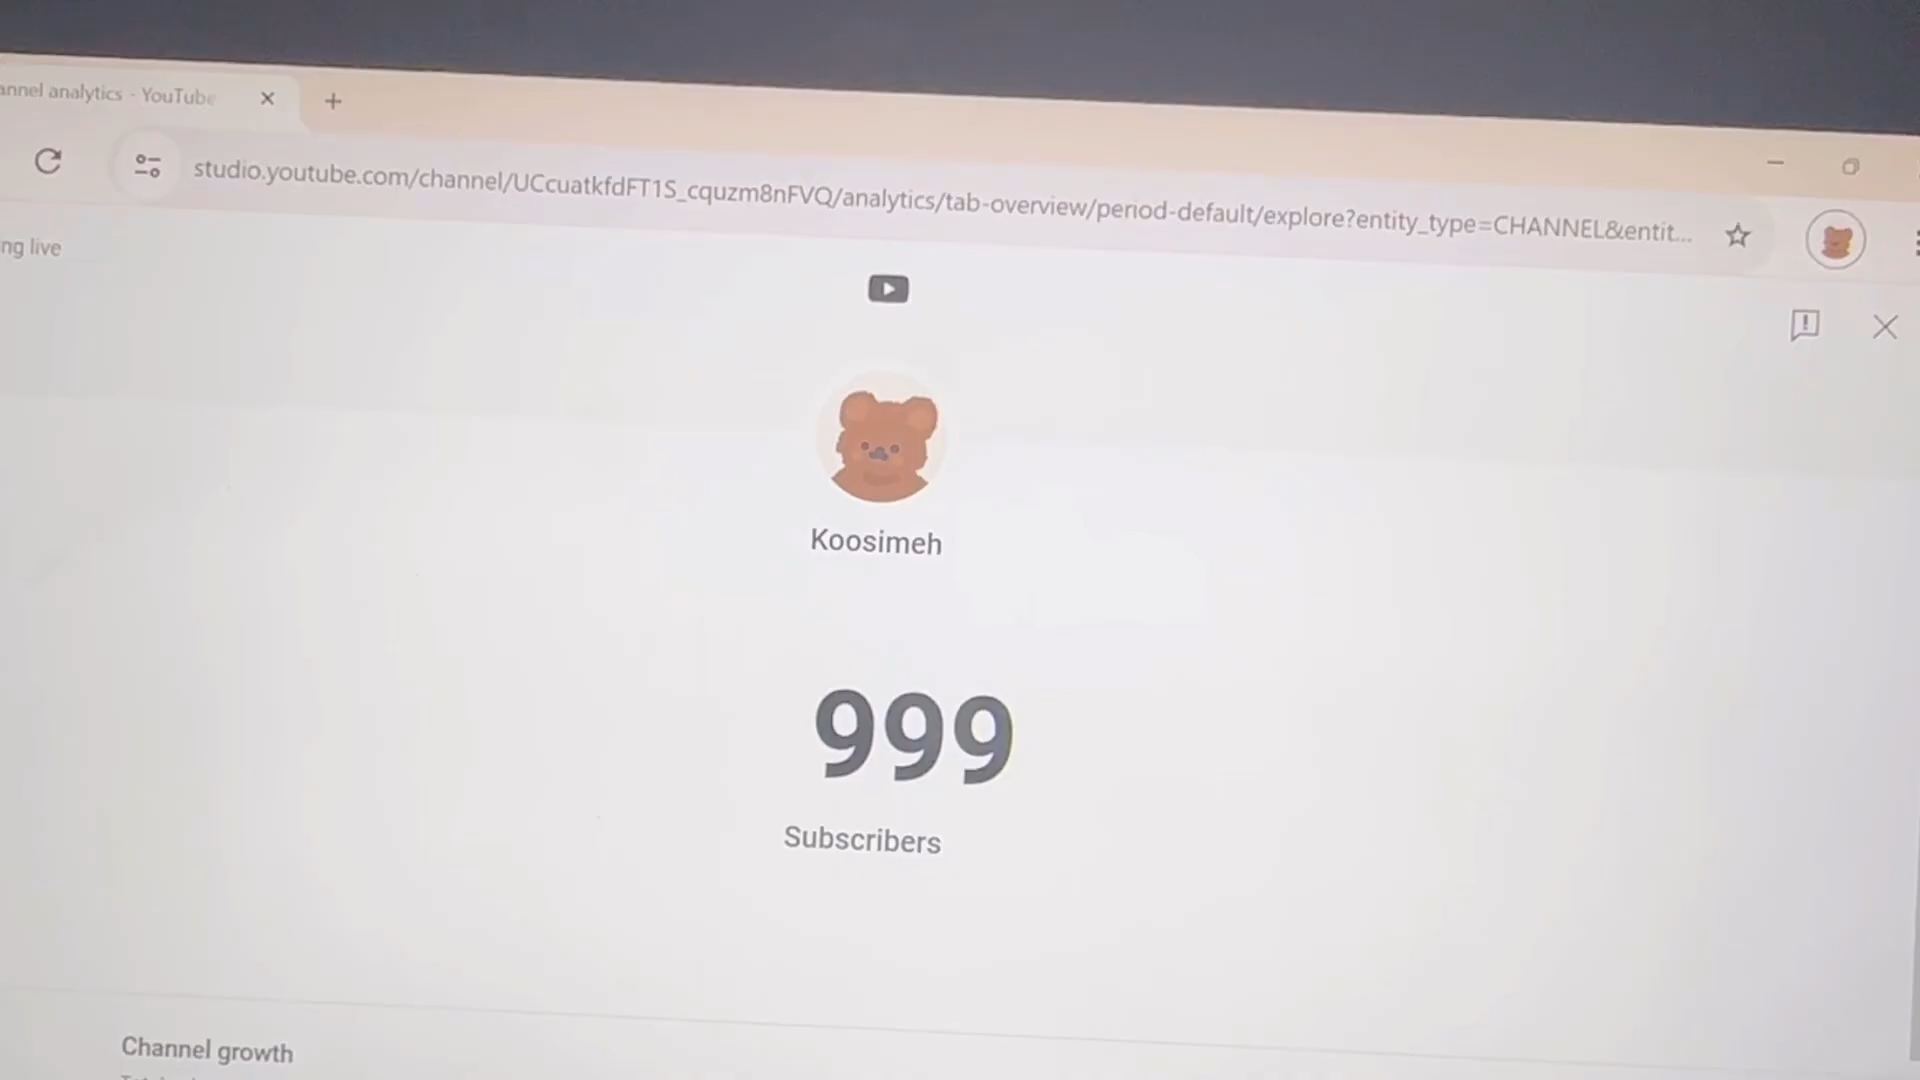 annel analytics - YouTube
studio.youtube.com/channel/UCcuatkfdFT1S_cquzm8nFVQ/analytics/tab-overview/period-default/explore?entity_type=CHANNEL&entit...
ng live
Koosimeh
999
Subscribers
Channel growth